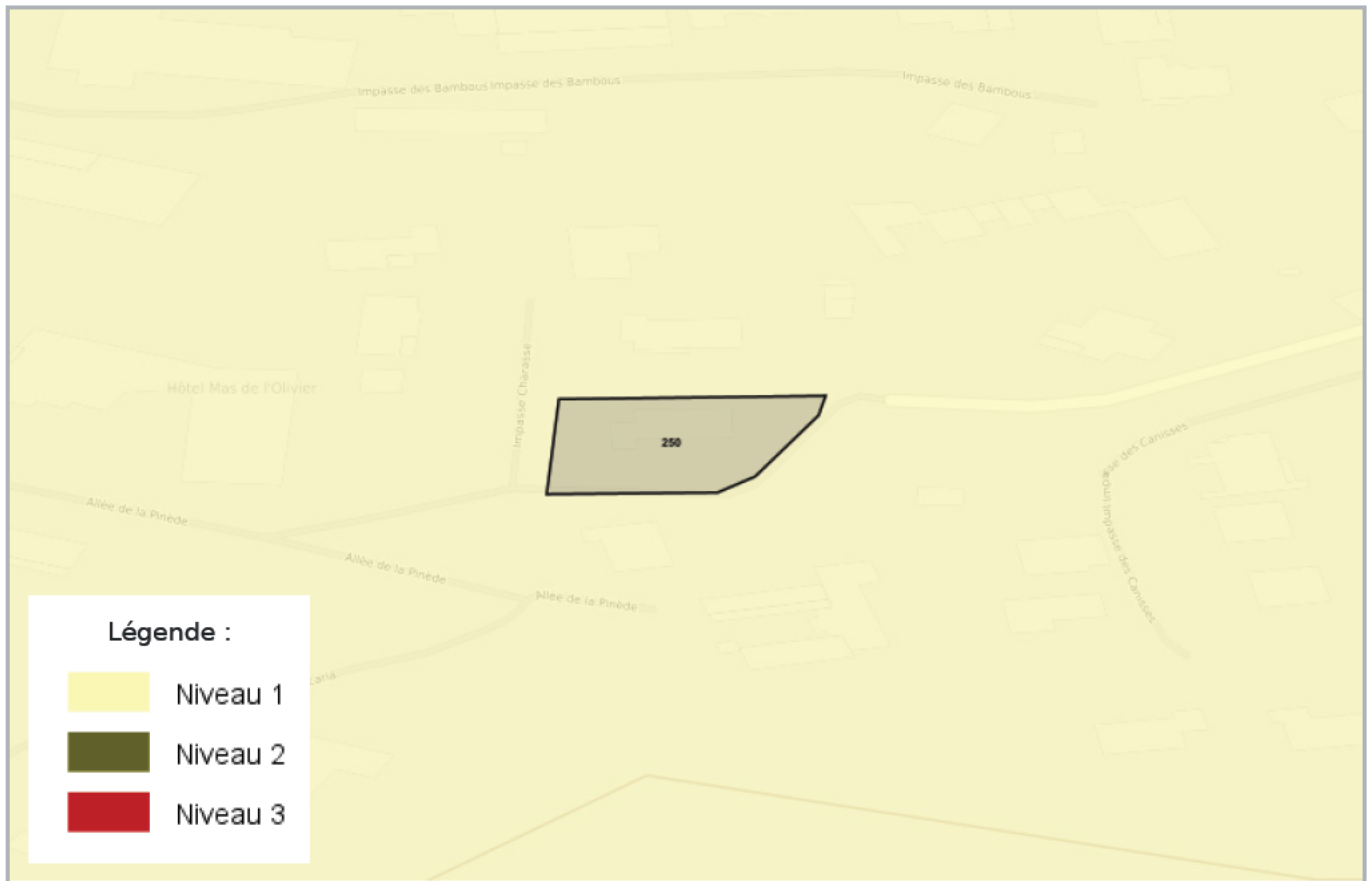 Impasse des Bambous Impasse des Bambous
Impasse des Bambous
Impasse Charasse
Hôtel Mas de l'Olivier
250
Impasse des Canisses
Impasse des Canisses
Allée de la Pinède
Allée de la Pinède
Allée de la Pinède
Légende :
Niveau 1
Niveau 2
Niveau 3